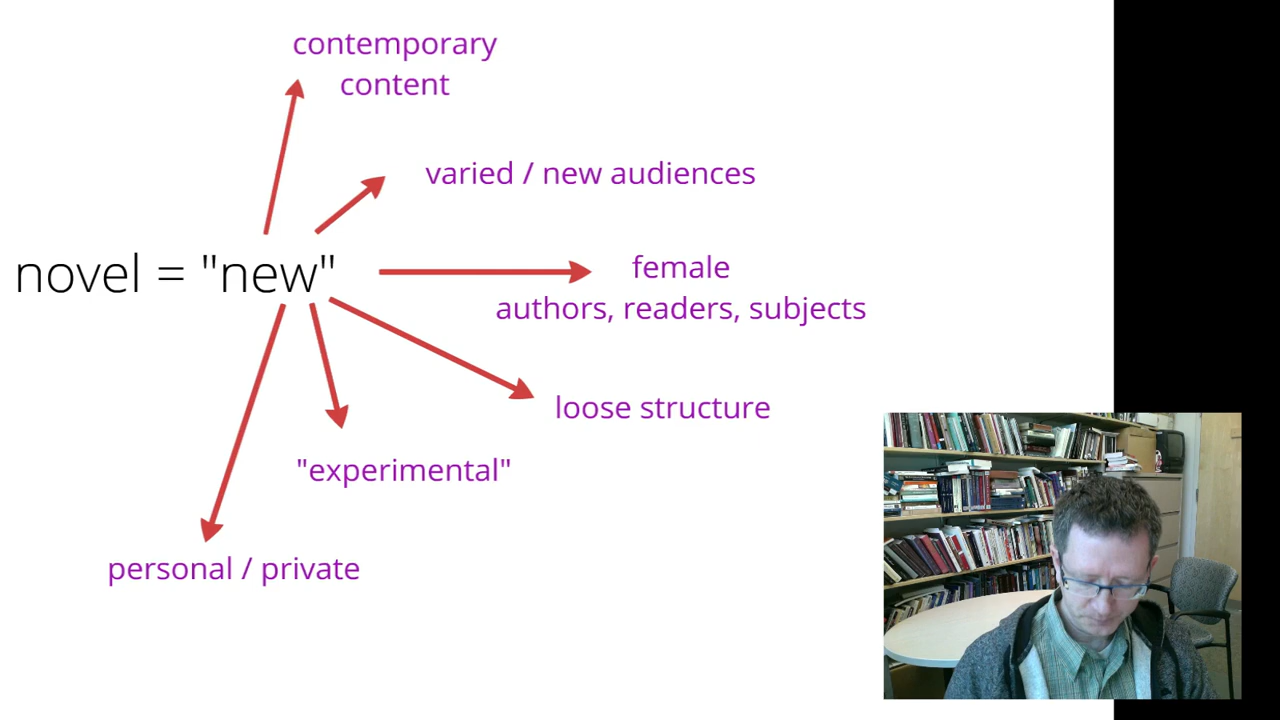 contemporary
content
varied / new audiences
novel = "new"
female
authors, readers, subjects
loose structure
"experimental"
personal / private